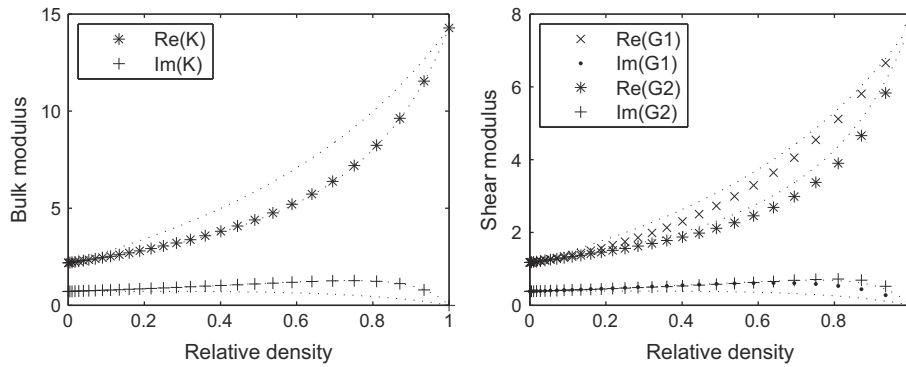 15
10
5
0
Bulk modulus
Re(K)
Im(K)
0 0.2 0.4 0.6 0.8 1
Relative density
8
6
4
2
0
Shear modulus
Re(G1)
Im(G1)
Re(G2)
Im(G2)
0 0.2 0.4 0.6 0.8
Relative density